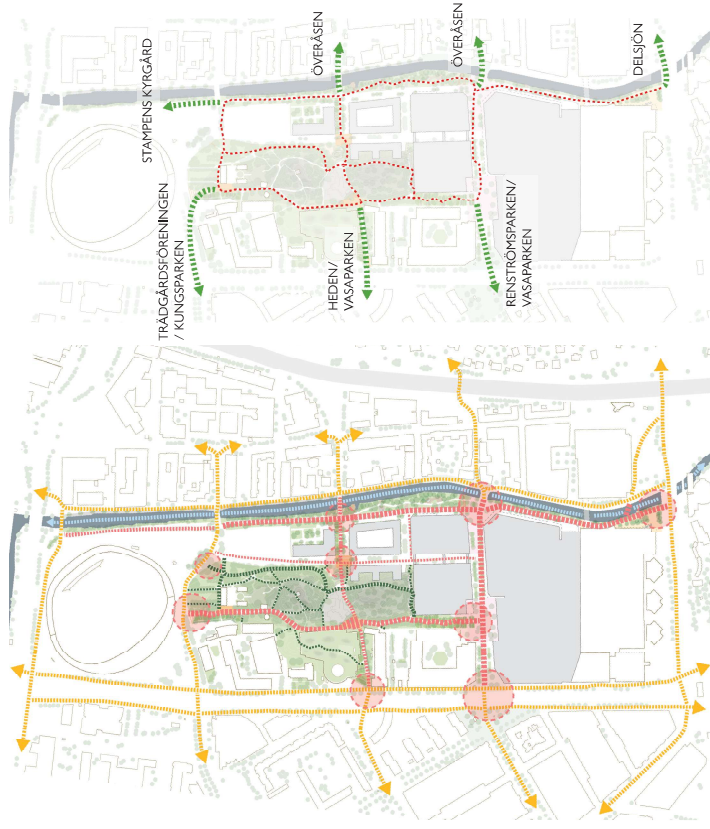 STAMPENS KYRGÅRD
ÖVERÅSEN
ÖVERÅSEN
DELSJÖN
TRÄDGÅRDSFÖRENINGEN
/ KUNGSPARKEN
HEDEN/
VASAPARKEN
RENSTRÖMSPARKEN/
VASAPARKEN